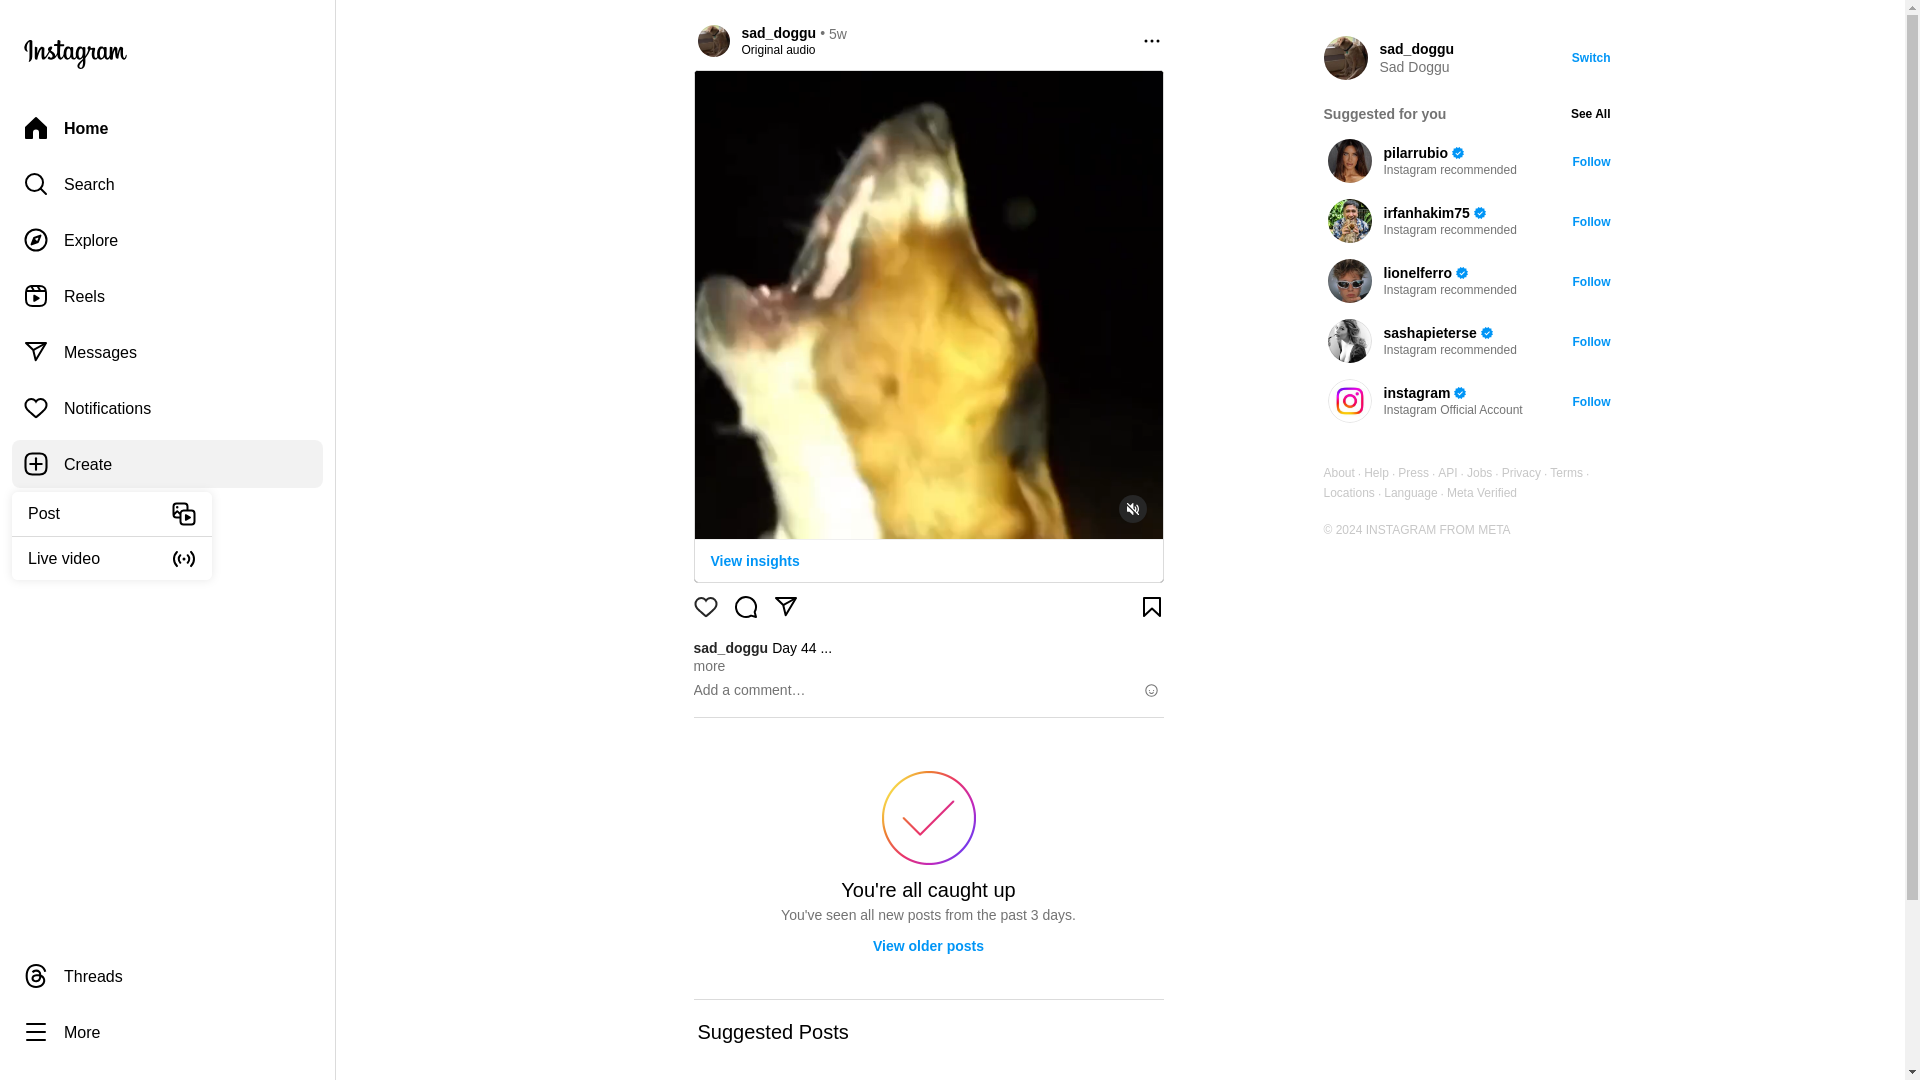 Instagram
Home
Search
Explore
Reels
Messages
Notifications
Create
Post
Live video
Threads
More
sad_doggu • 5w
Original audio
View insights
sad_doggu Day 44 ...
more
Add a comment…
You're all caught up
You've seen all new posts from the past 3 days.
View older posts
Suggested Posts
sad_doggu
Sad Doggu
Switch
Suggested for you
See All
pilarrubio
Instagram recommended
Follow
irfanhakim75
Instagram recommended
Follow
lionelferro
Instagram recommended
Follow
sashapieterse
Instagram recommended
Follow
instagram
Instagram Official Account
Follow
About · Help · Press · API · Jobs · Privacy · Terms ·
Locations · Language · Meta Verified
© 2024 INSTAGRAM FROM META